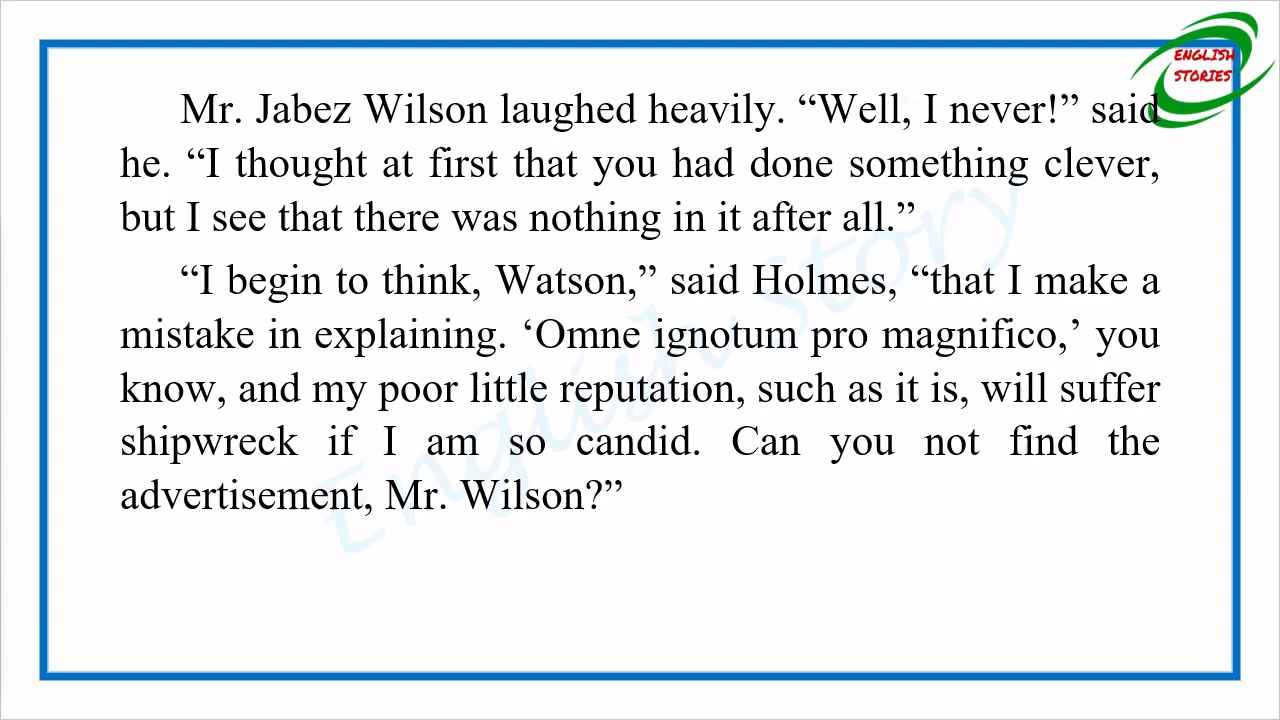 ENGLISH
STORIES
Mr. Jabez Wilson laughed heavily. “Well, I never!” said
he. “I thought at first that you had done something clever,
but I see that there was nothing in it after all.”
“I begin to think, Watson,” said Holmes, “that I make a
mistake in explaining. ‘Omne ignotum pro magnifico,’ you
know, and my poor little reputation, such as it is, will suffer
shipwreck if I am so candid. Can you not find the
advertisement, Mr. Wilson?”
English Story